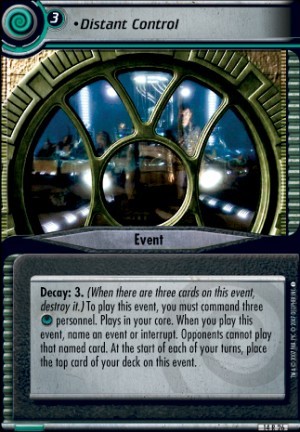 3
•Distant Control
Event
Decay: 3. (When there are three cards on this event,
destroy it.) To play this event, you must command three
personnel. Plays in your core. When you play this
event, name an event or interrupt. Opponents cannot
play that named card. At the start of each of your turns, place
the top card of your deck on this event.
14 R 26